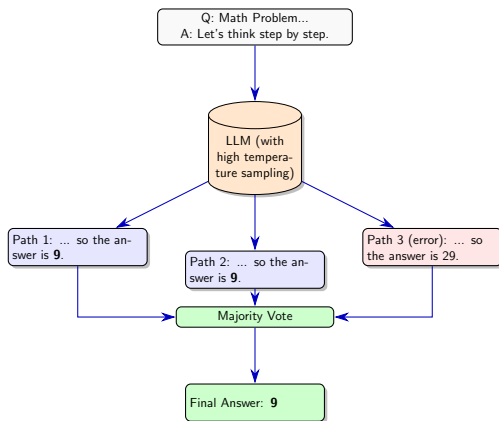 Q: Math Problem...
A: Let's think step by step.
LLM (with
high tempera-
ture sampling)
Path 1: ... so the an-
swer is 9.
Path 2: ... so the an-
swer is 9.
Path 3 (error): ... so
the answer is 29.
Majority Vote
Final Answer: 9